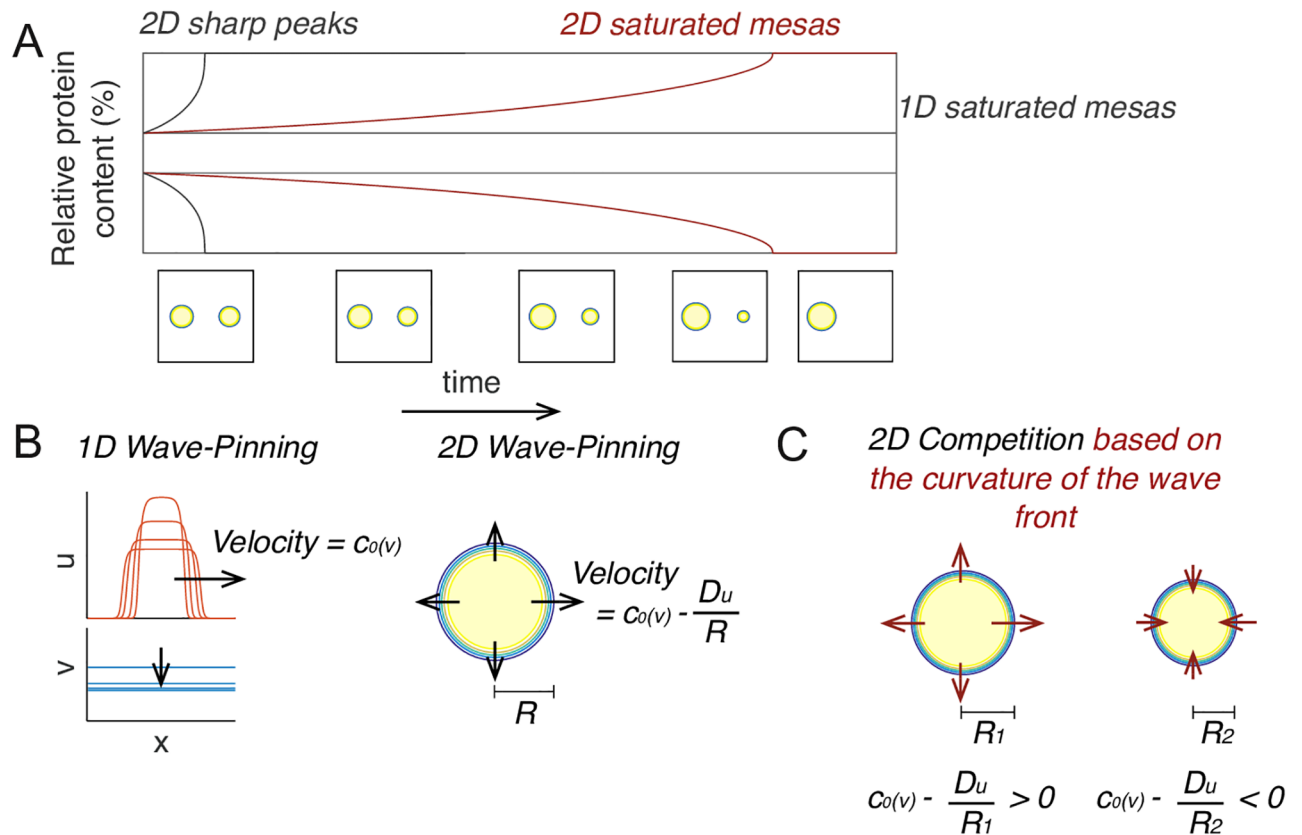 A
2D sharp peaks
2D saturated mesas
Relative protein
content (%)
1D saturated mesas
time
B
1D Wave-Pinning
u
Velocity = c₀(v)
v
x
2D Wave-Pinning
Velocity
= c₀(v) - Dᵤ/R
R
C
2D Competition based on
the curvature of the wave
front
R₁
R₂
c₀(v) - Dᵤ/R₁ > 0
c₀(v) - Dᵤ/R₂ < 0